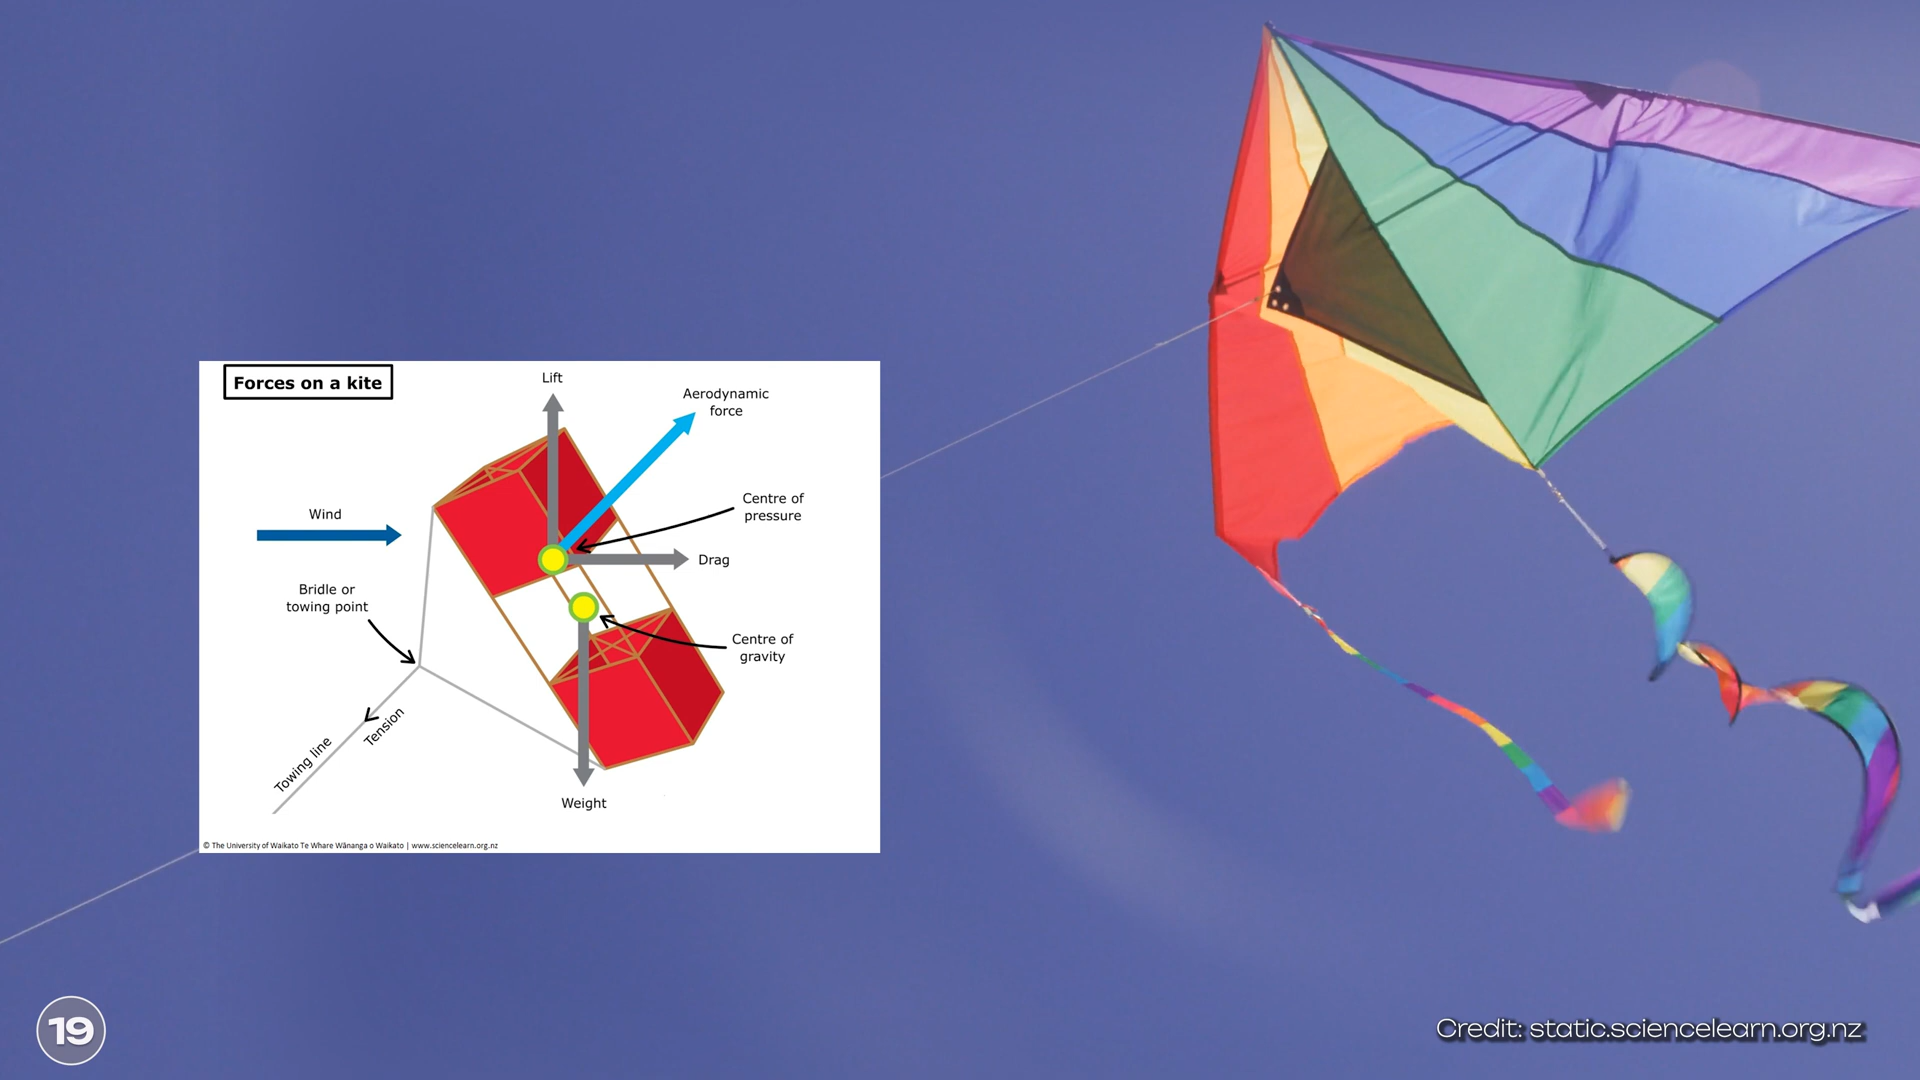 Forces on a kite
Lift
Aerodynamic
force
Wind
Centre of
pressure
Drag
Bridle or
towing point
Centre of
gravity
Tension
Towing line
Weight
© The University of Waikato Te Whare Wānanga o Waikato | www.sciencelearn.org.nz
19
Credit: static.sciencelearn.org.nz